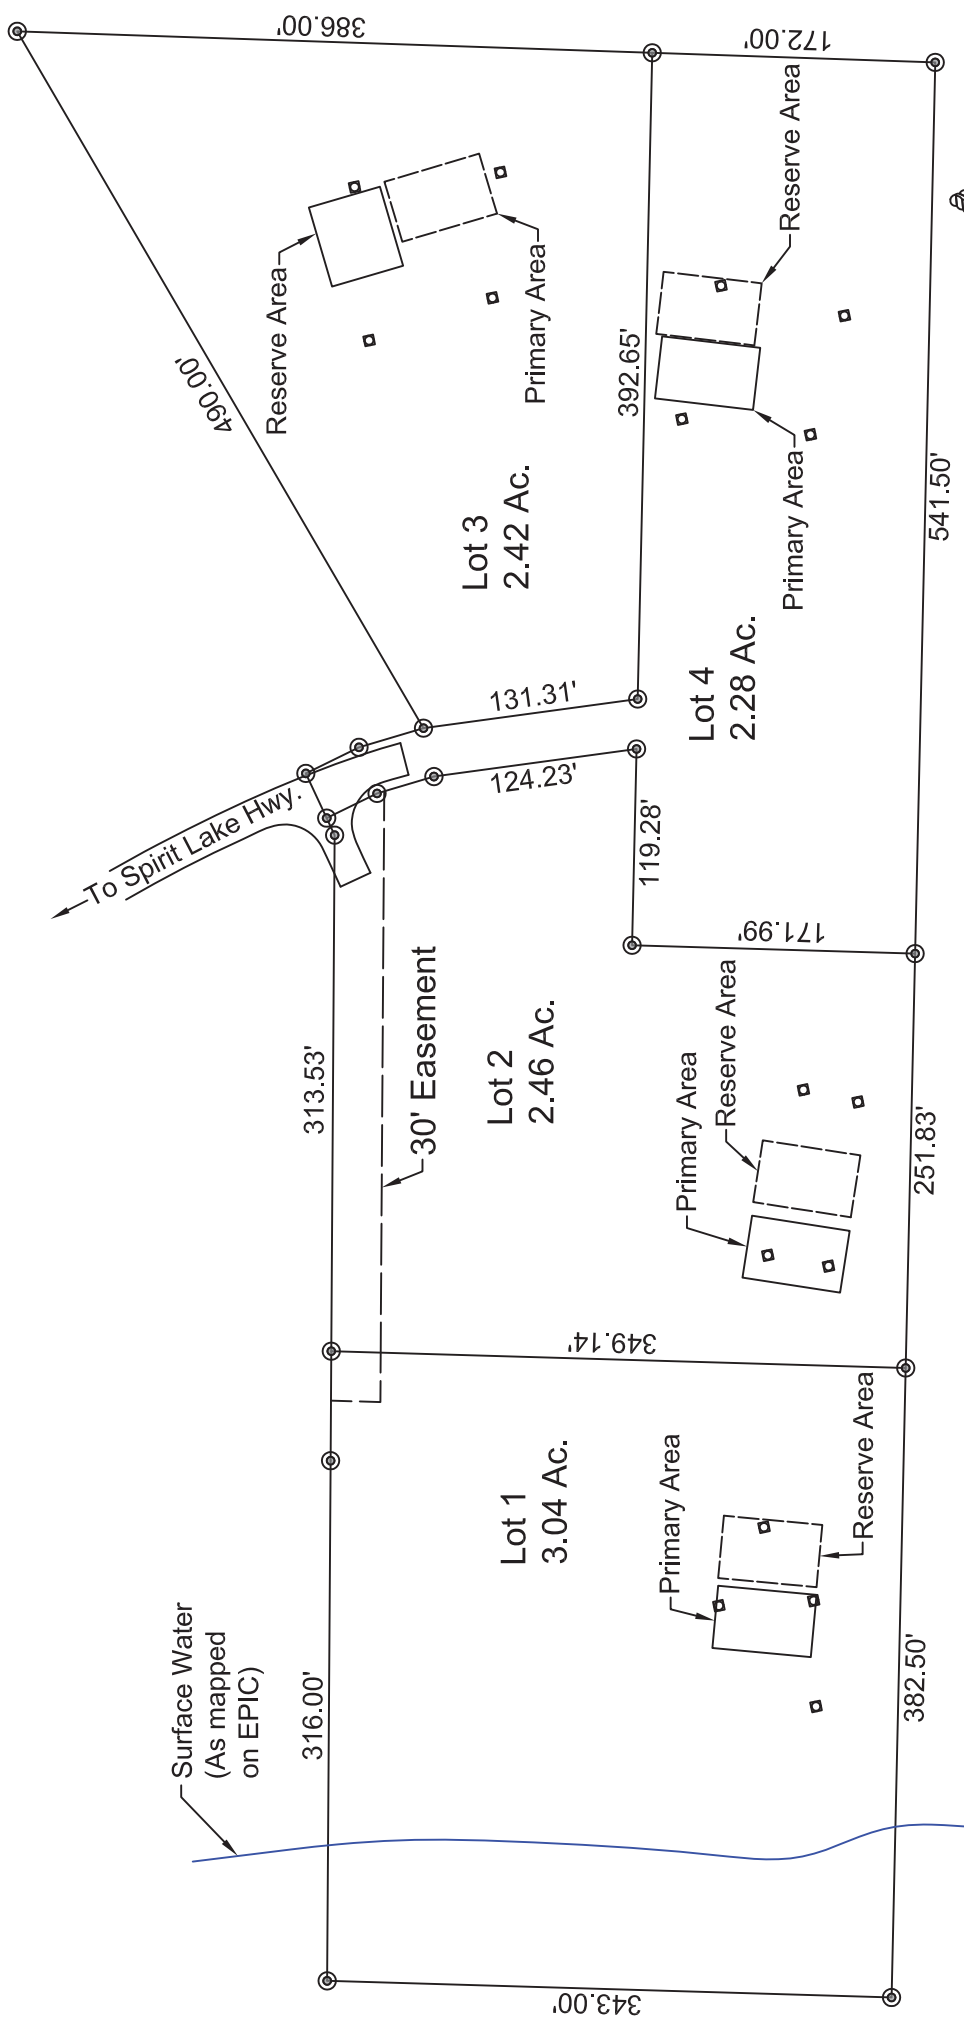 Surface Water
(As mapped
on EPIC)
316.00'
313.53'
To Spirit Lake Hwy.
30' Easement
343.00'
Lot 1
3.04 Ac.
Primary Area
Reserve Area
382.50'
349.14'
Lot 2
2.46 Ac.
Primary Area
Reserve Area
251.83'
171.99'
119.28'
124.23'
131.31'
490.00'
386.00'
Reserve Area
Primary Area
Lot 3
2.42 Ac.
392.65'
172.00'
Lot 4
2.28 Ac.
Primary Area
Reserve Area
541.50'